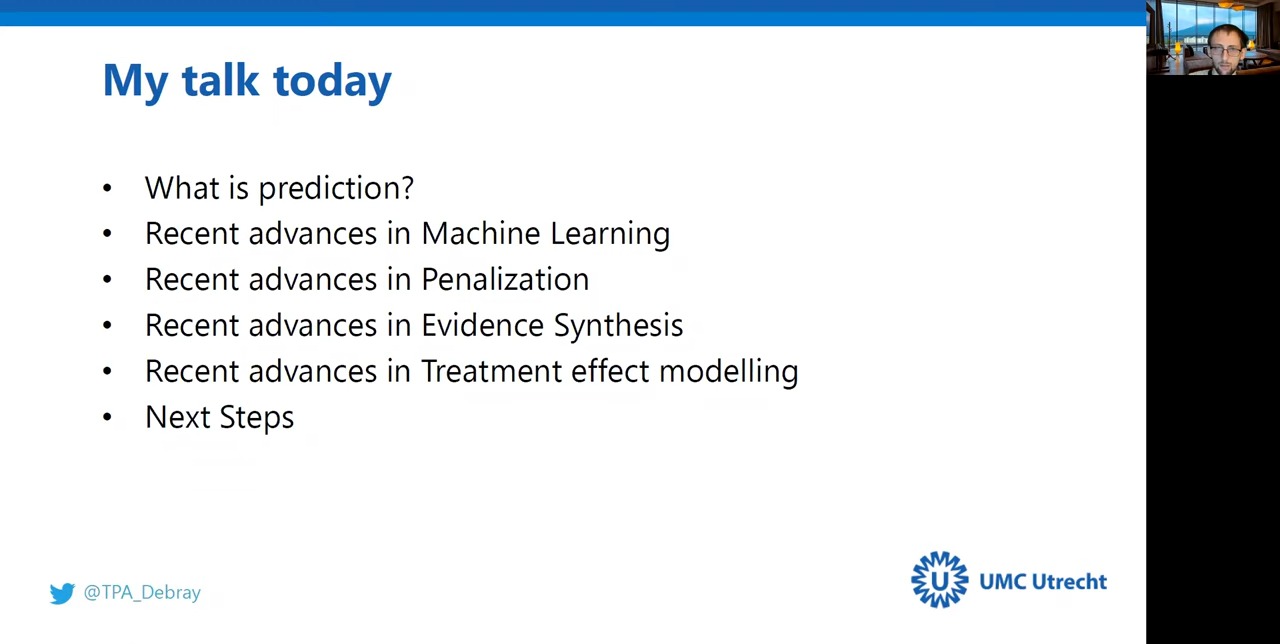 My talk today
• What is prediction?
• Recent advances in Machine Learning
• Recent advances in Penalization
• Recent advances in Evidence Synthesis
• Recent advances in Treatment effect modelling
• Next Steps
@TPA_Debray
U UMC Utrecht